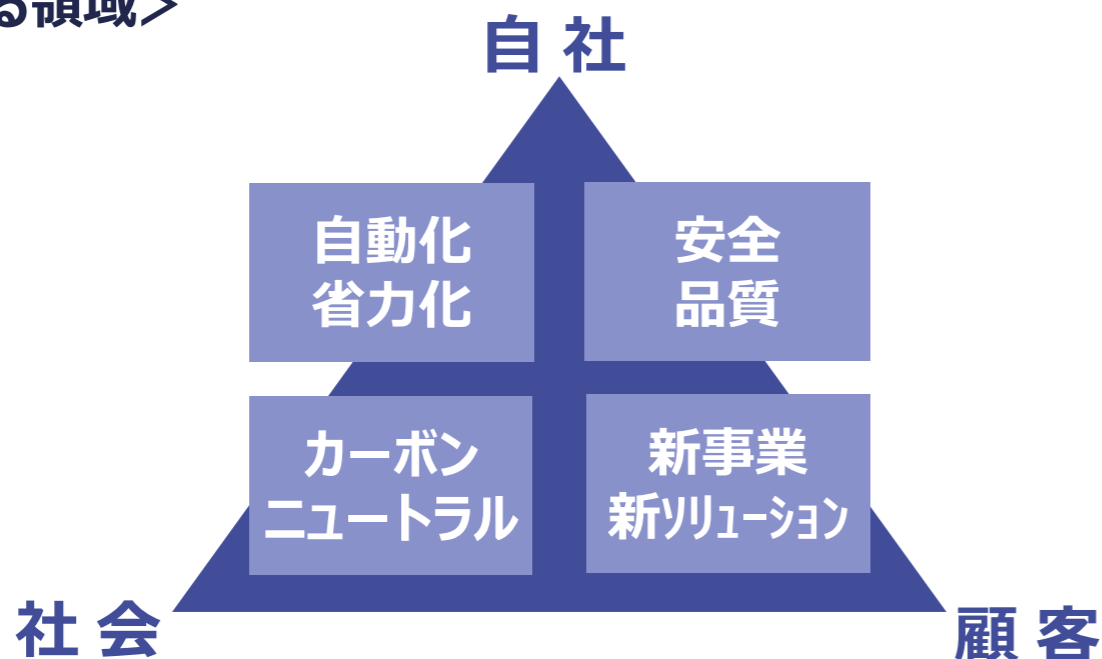 る領域＞
自 社
自動化
省力化
安全
品質
カーボン
ニュートラル
新事業
新ｿﾘｭｰｼｮﾝ
社 会
顧 客